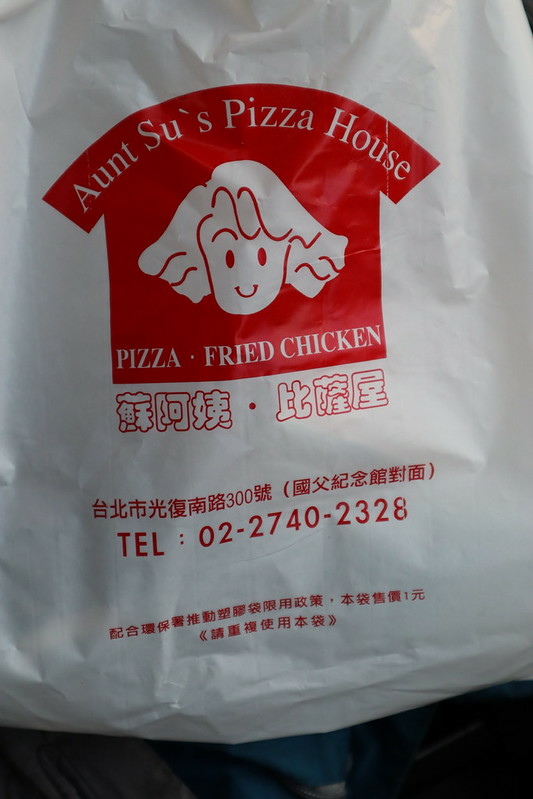 Aunt Su`s Pizza House
PIZZA · FRIED CHICKEN
蘇阿姨·比薩屋
台北市光復南路300號（國父紀念館對面）
TEL：02-2740-2328
配合環保署推動塑膠袋限用政策，本袋售價1元
《請重複使用本袋》